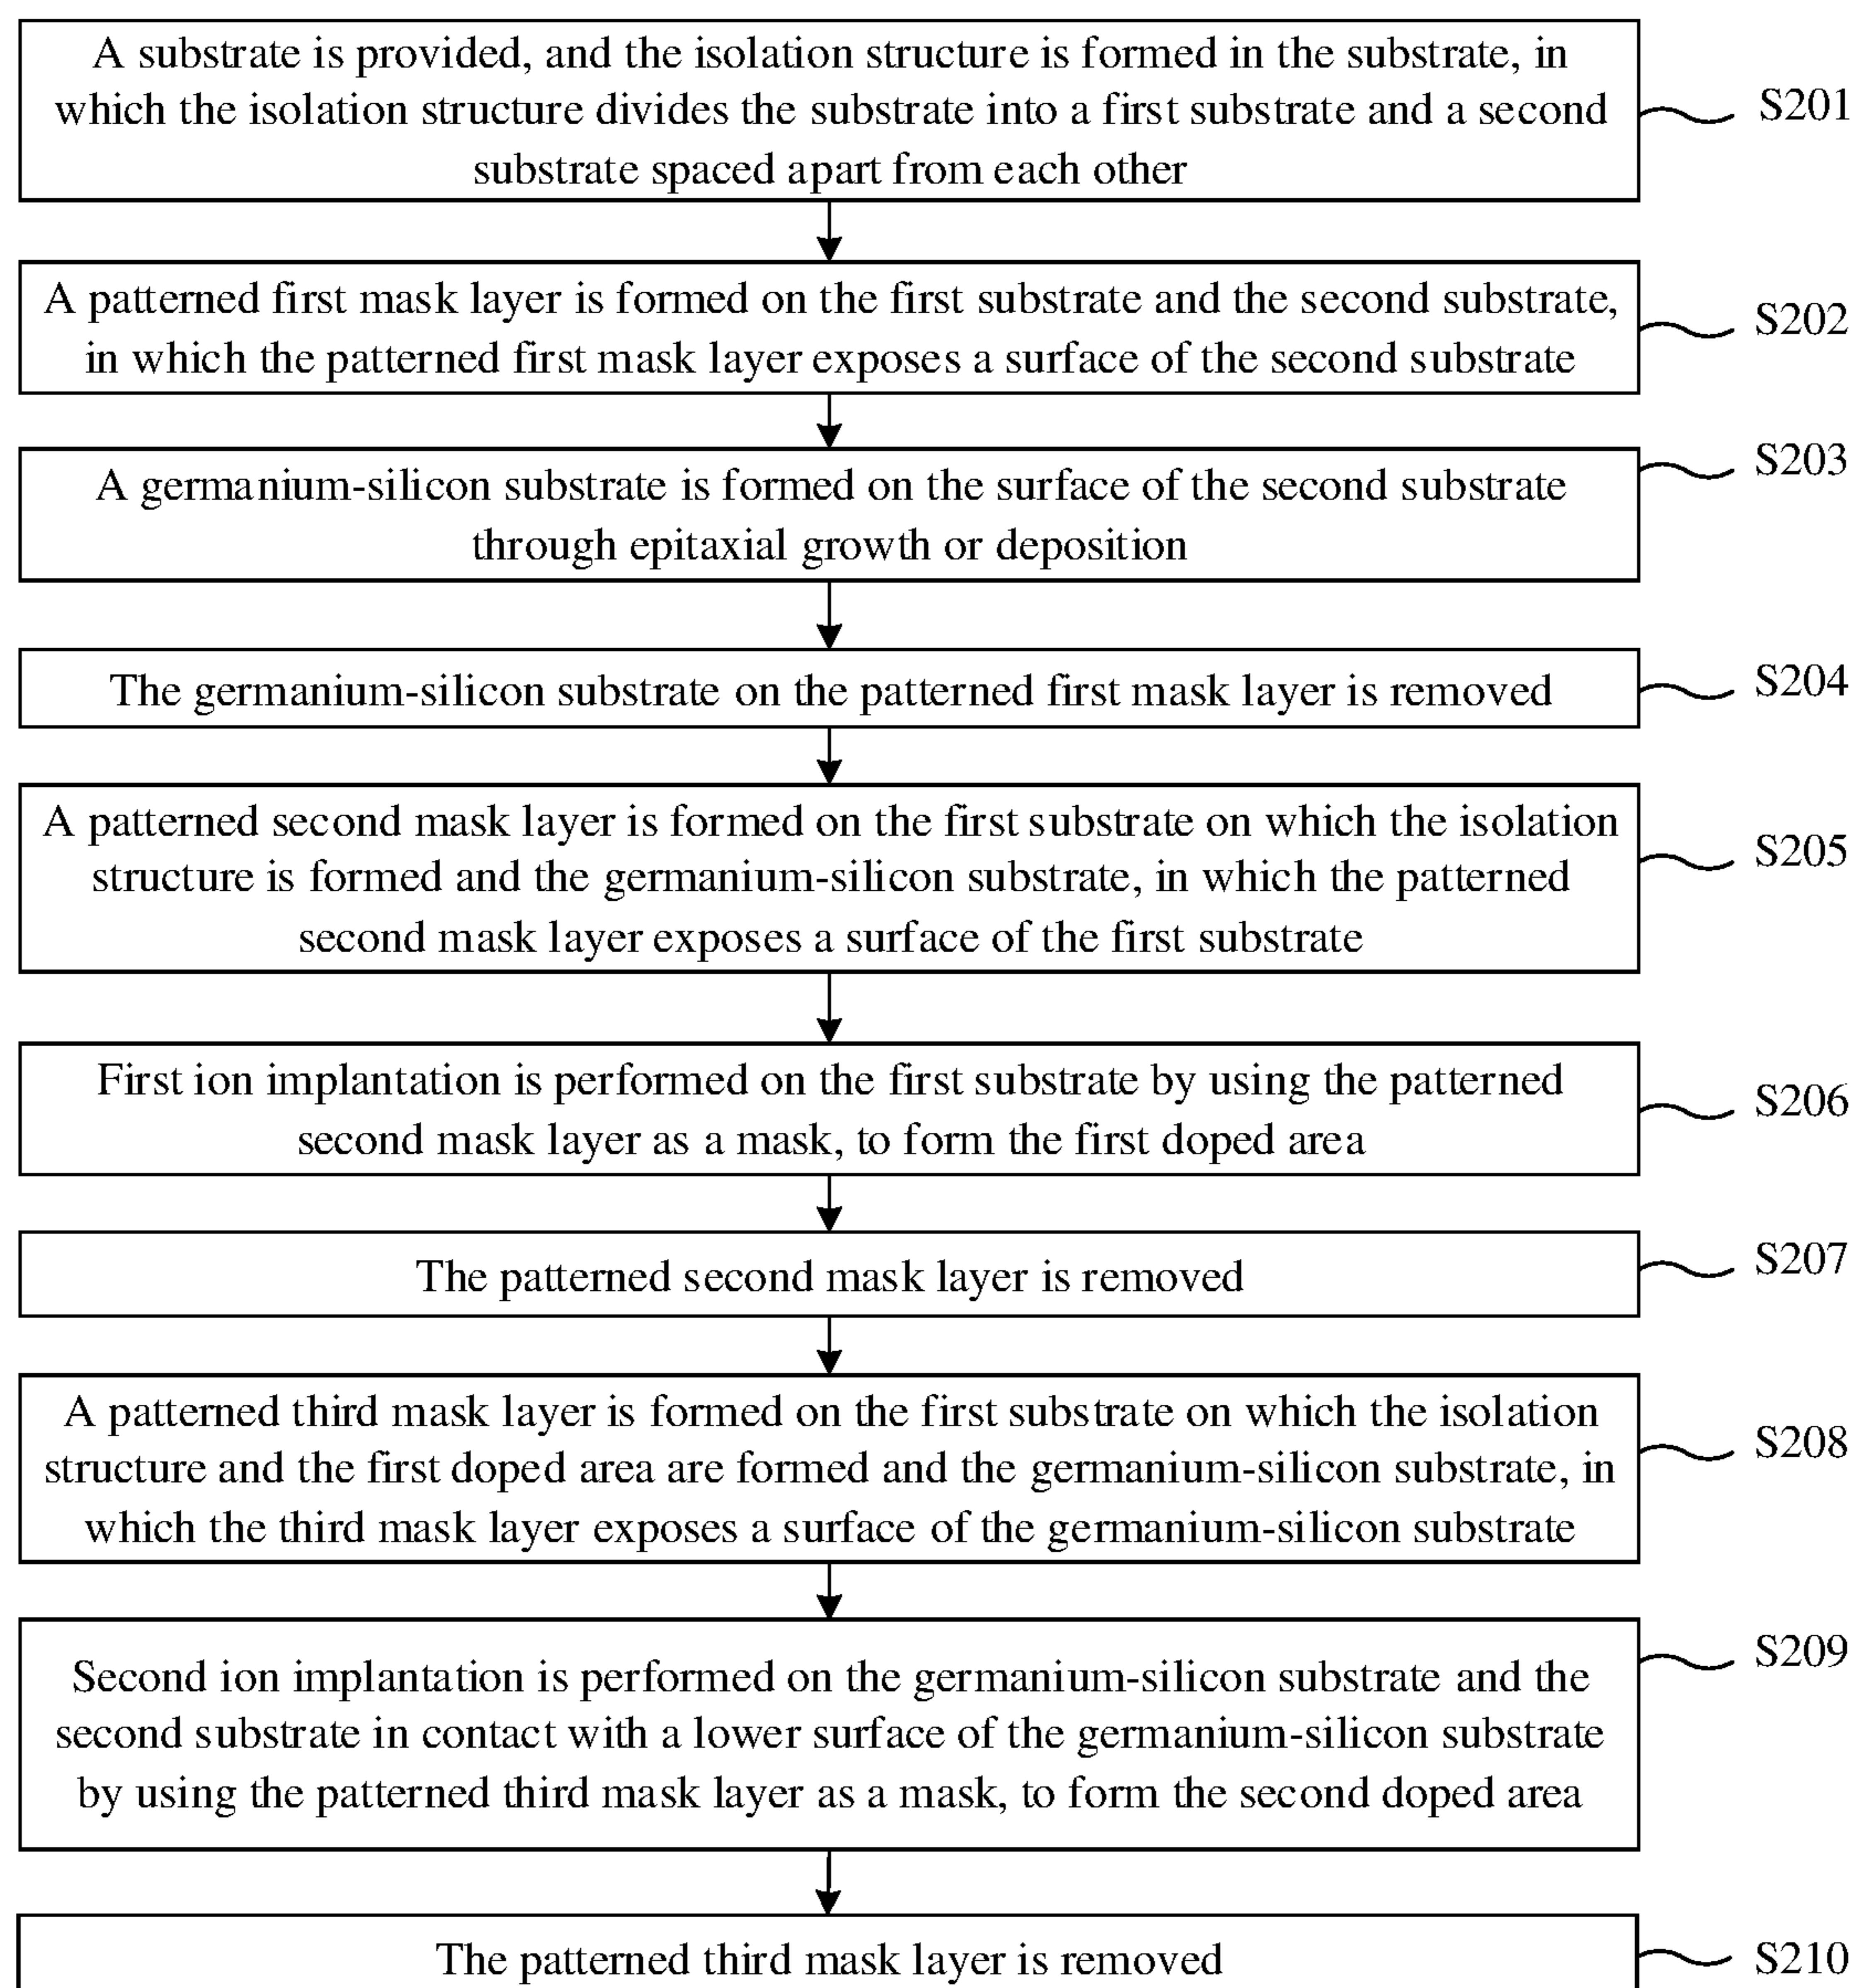 A substrate is provided, and the isolation structure is formed in the substrate, in
which the isolation structure divides the substrate into a first substrate and a second
substrate spaced apart from each other
S201
A patterned first mask layer is formed on the first substrate and the second substrate,
in which the patterned first mask layer exposes a surface of the second substrate
S202
A germanium-silicon substrate is formed on the surface of the second substrate
through epitaxial growth or deposition
S203
The germanium-silicon substrate on the patterned first mask layer is removed
S204
A patterned second mask layer is formed on the first substrate on which the isolation
structure is formed and the germanium-silicon substrate, in which the patterned
second mask layer exposes a surface of the first substrate
S205
First ion implantation is performed on the first substrate by using the patterned
second mask layer as a mask, to form the first doped area
S206
The patterned second mask layer is removed
S207
A patterned third mask layer is formed on the first substrate on which the isolation
structure and the first doped area are formed and the germanium-silicon substrate, in
which the third mask layer exposes a surface of the germanium-silicon substrate
S208
Second ion implantation is performed on the germanium-silicon substrate and the
second substrate in contact with a lower surface of the germanium-silicon substrate
by using the patterned third mask layer as a mask, to form the second doped area
S209
The patterned third mask layer is removed
S210